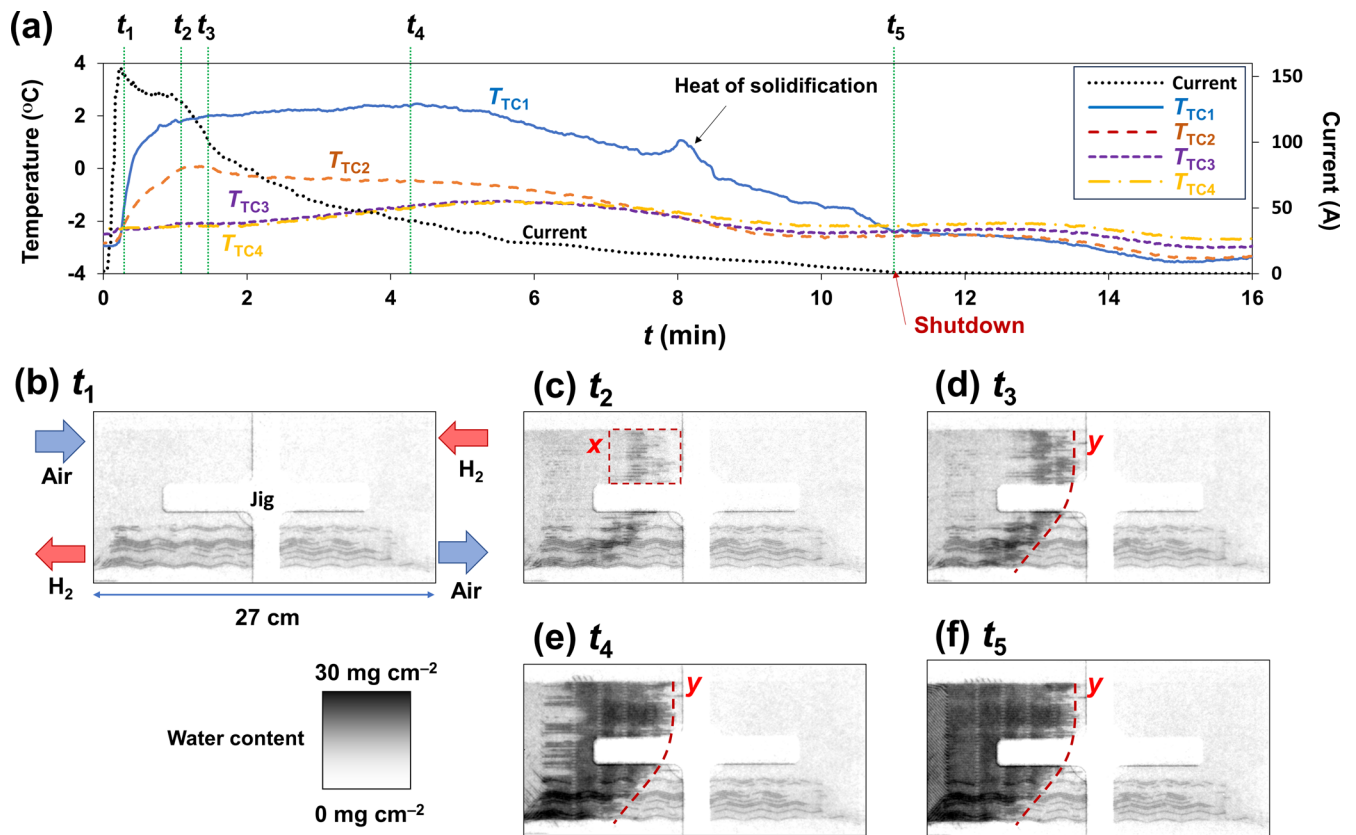 (a)
t1 t2 t3 t4 t5
Temperature (ºC)
4
2
0
−2
−4
TTC1
TTC2
TTC3
TTC4
Current
Heat of solidification
Current
TTC1
TTC2
TTC3
TTC4
150
100
50
0
Current (A)
0 2 4 6 8 10 12 14 16
t (min)
Shutdown
(b) t1
Air
H2
Jig
H2
Air
27 cm
30 mg cm–2
Water content
0 mg cm–2
(c) t2
x
(d) t3
y
(e) t4
y
(f) t5
y